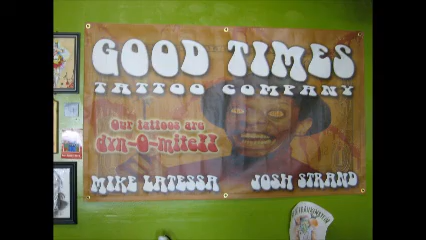 GOOD TIMES
TATTOO COMPANY
Our tattoos are
dyn-O-mite!!
MIKE LATESSA
JOSH STRAND